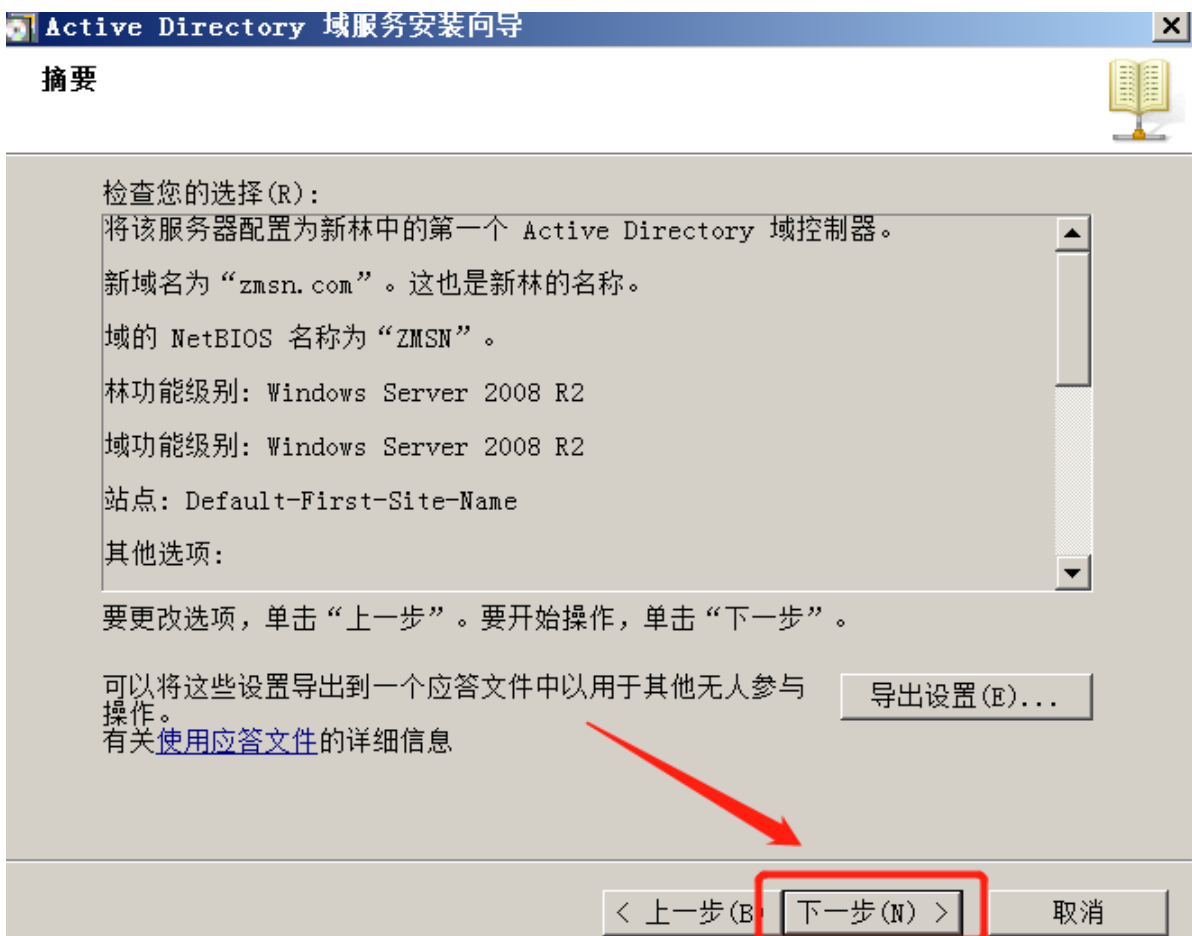 Active Directory 域服务安装向导
摘要
检查您的选择(R):
将该服务器配置为新林中的第一个 Active Directory 域控制器。
新域名为“zmsn.com”。这也是新林的名称。
域的 NetBIOS 名称为“ZMSN”。
林功能级别: Windows Server 2008 R2
域功能级别: Windows Server 2008 R2
站点: Default-First-Site-Name
其他选项:
要更改选项，单击“上一步”。要开始操作，单击“下一步”。
可以将这些设置导出到一个应答文件中以用于其他无人参与
操作。
导出设置(E)...
有关使用应答文件的详细信息
< 上一步(B) 下一步(N) > 取消